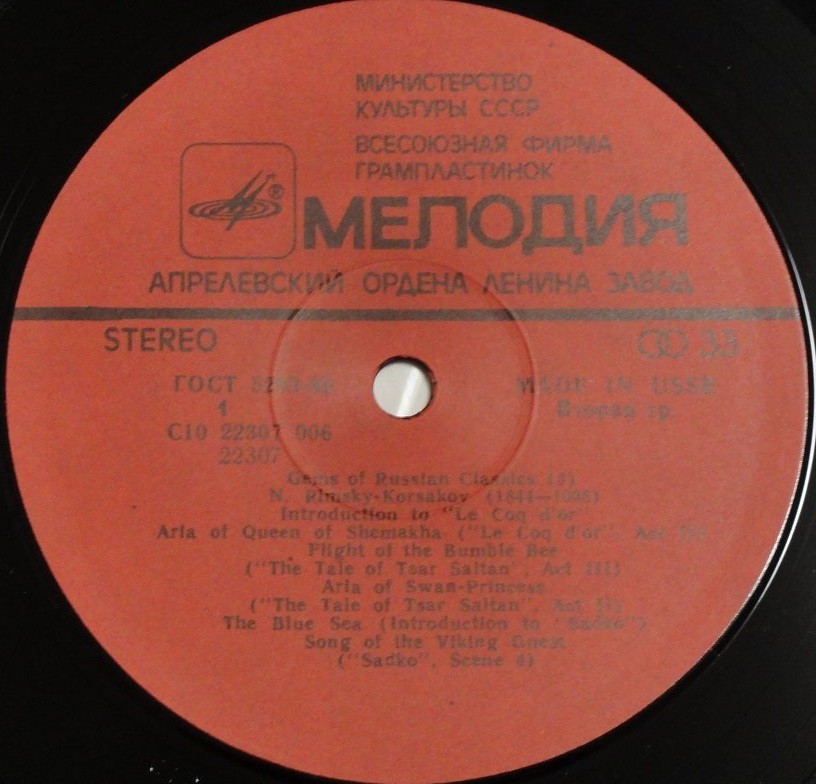 МИНИСТЕРСТВО
КУЛЬТУРЫ СССР
ВСЕСОЮЗНАЯ ФИРМА
ГРАМПЛАСТИНОК
®
МЕЛОДИЯ
АПРЕЛЕВСКИЙ ОРДЕНА ЛЕНИНА ЗАВОД
STEREO 33
ГОСТ MADE IN USSR
1 Вторая гр.
С10 22307 006
22307
Gems of Russian Classics
N. Rimsky-Korsakov (1844—1908)
Introduction to "Le Coq d'or"
Aria of Queen of Shemakha ("Le Coq d'or", Act
Flight of the Bumble Bee
("The Tale of Tsar Saltan", Act III)
Aria of Swan-Princess
("The Tale of Tsar Saltan", Act
The Blue Sea (Introduction to "Sadko")
Song of the Viking Guest
("Sadko", Scene 4)